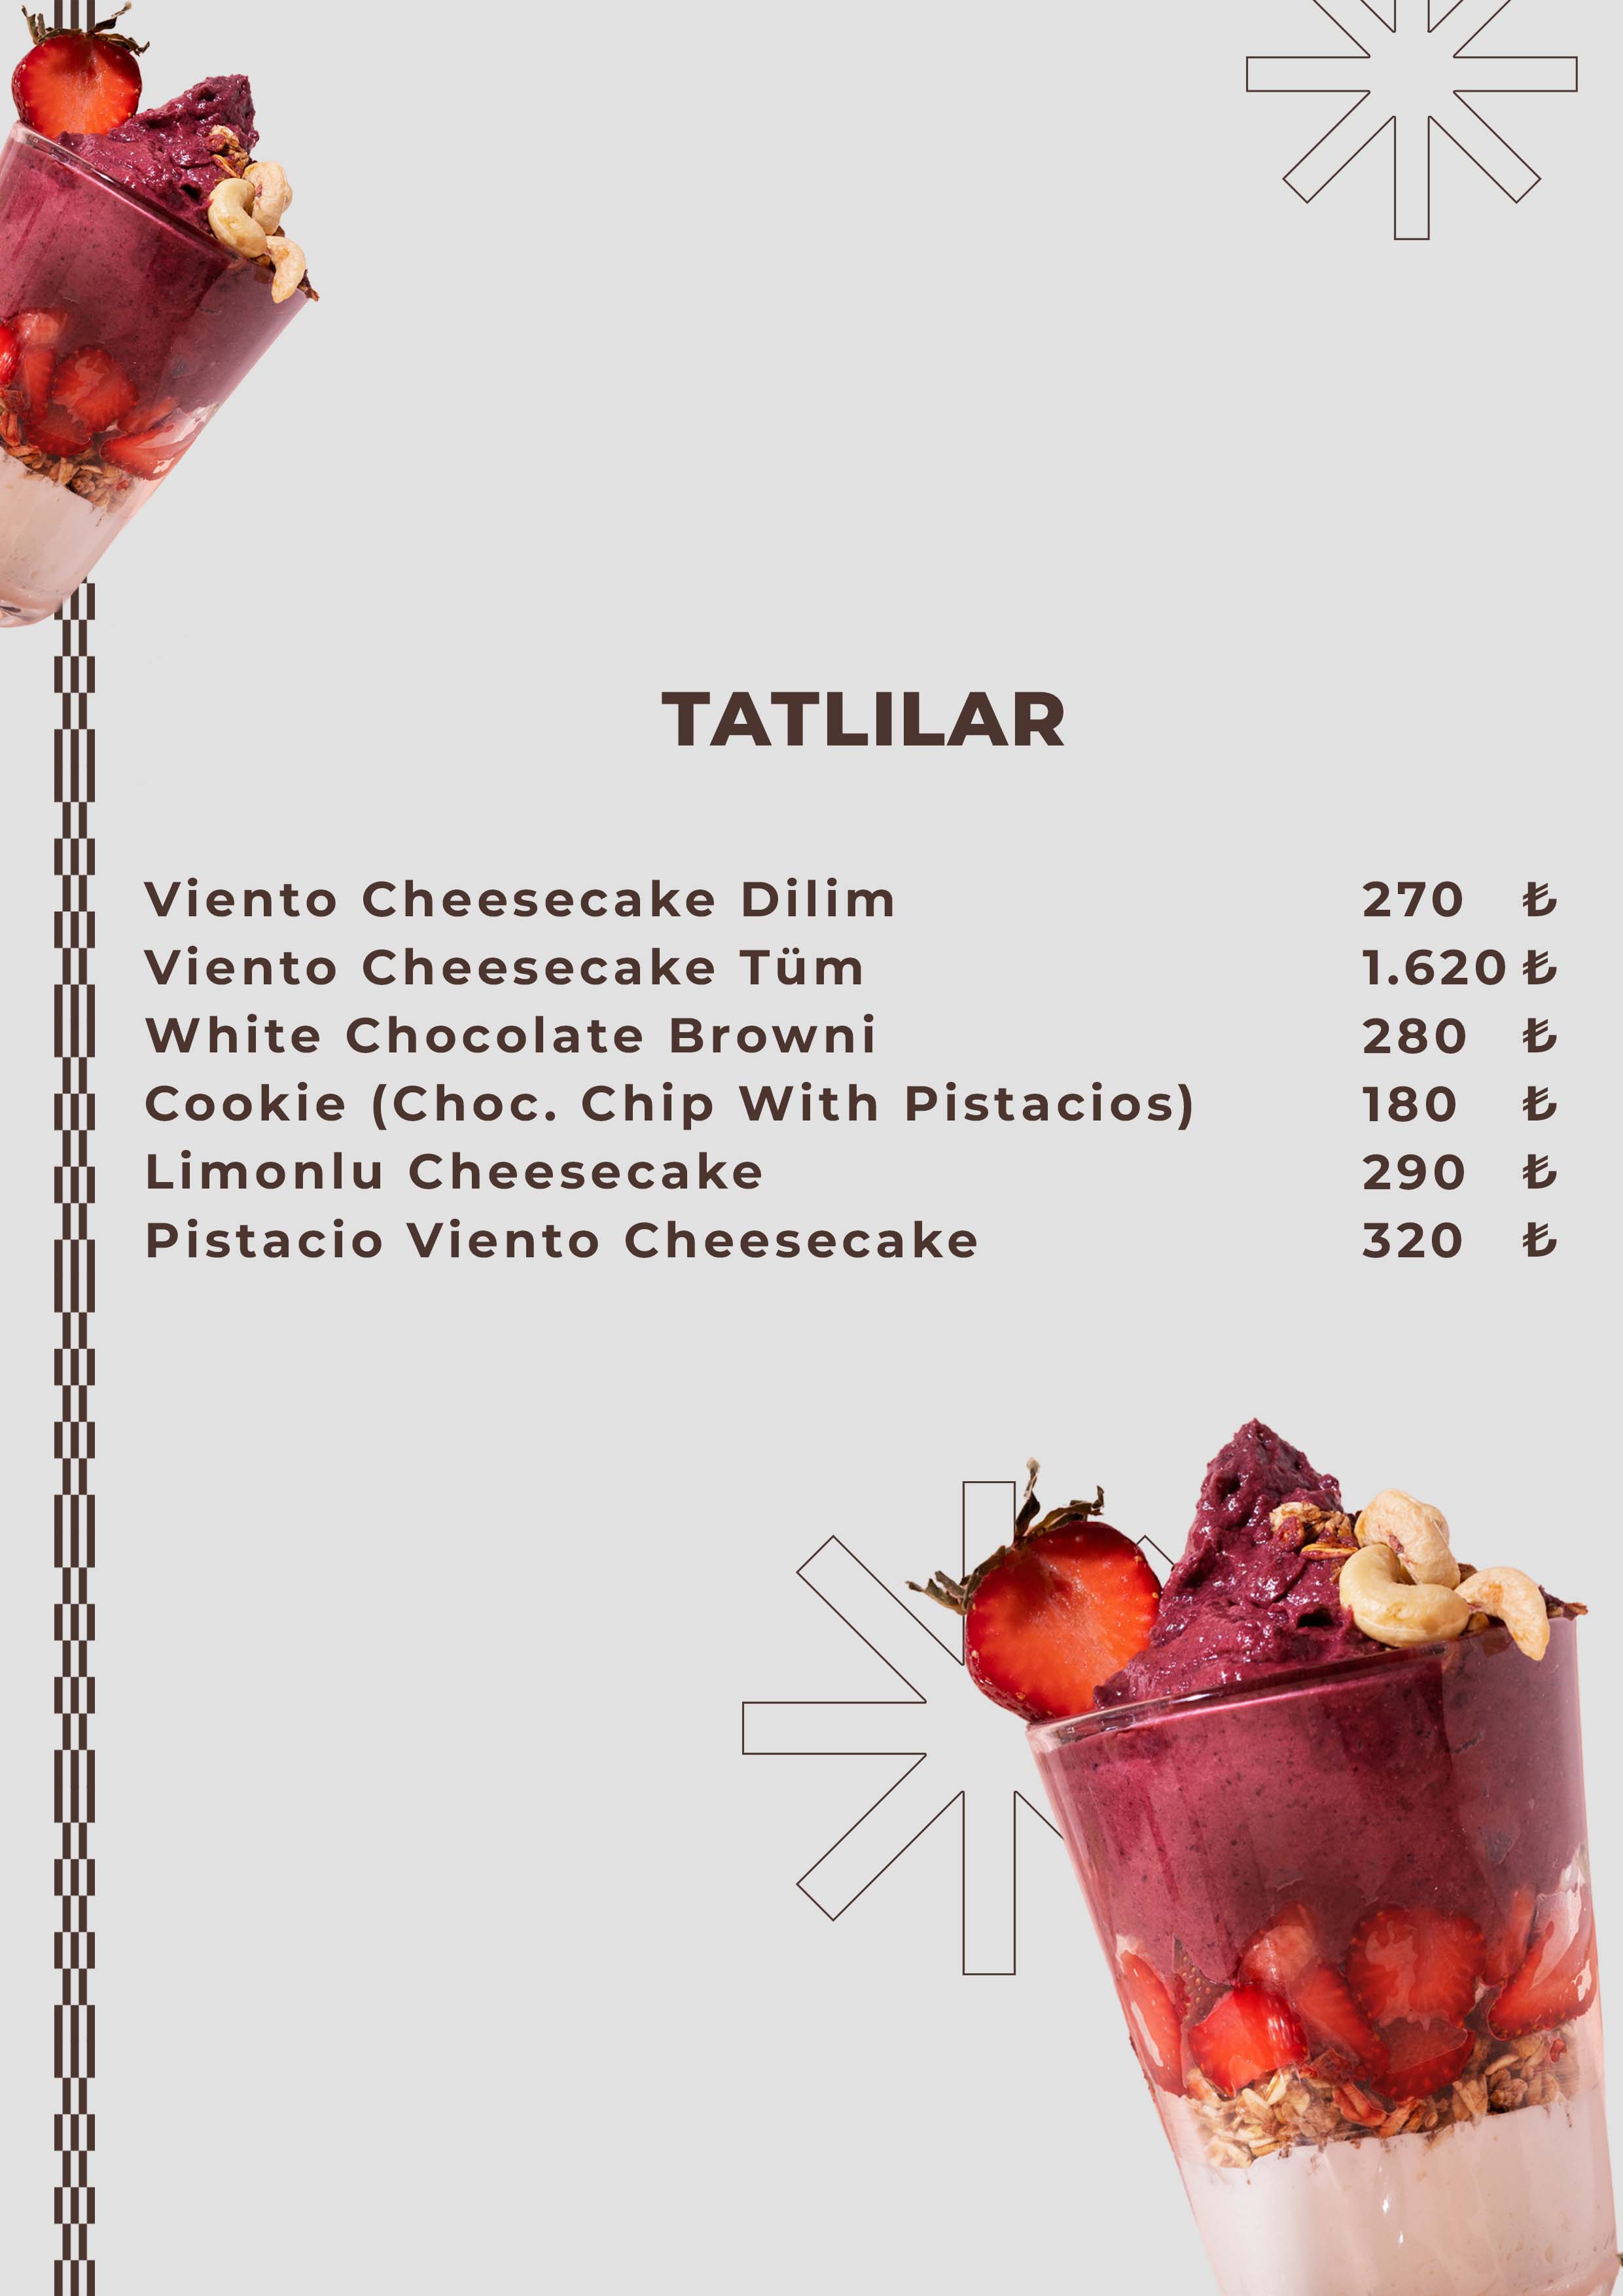 TATLILAR
Viento Cheesecake Dilim 270 ₺
Viento Cheesecake Tüm 1.620 ₺
White Chocolate Browni 280 ₺
Cookie (Choc. Chip With Pistacios) 180 ₺
Limonlu Cheesecake 290 ₺
Pistacio Viento Cheesecake 320 ₺